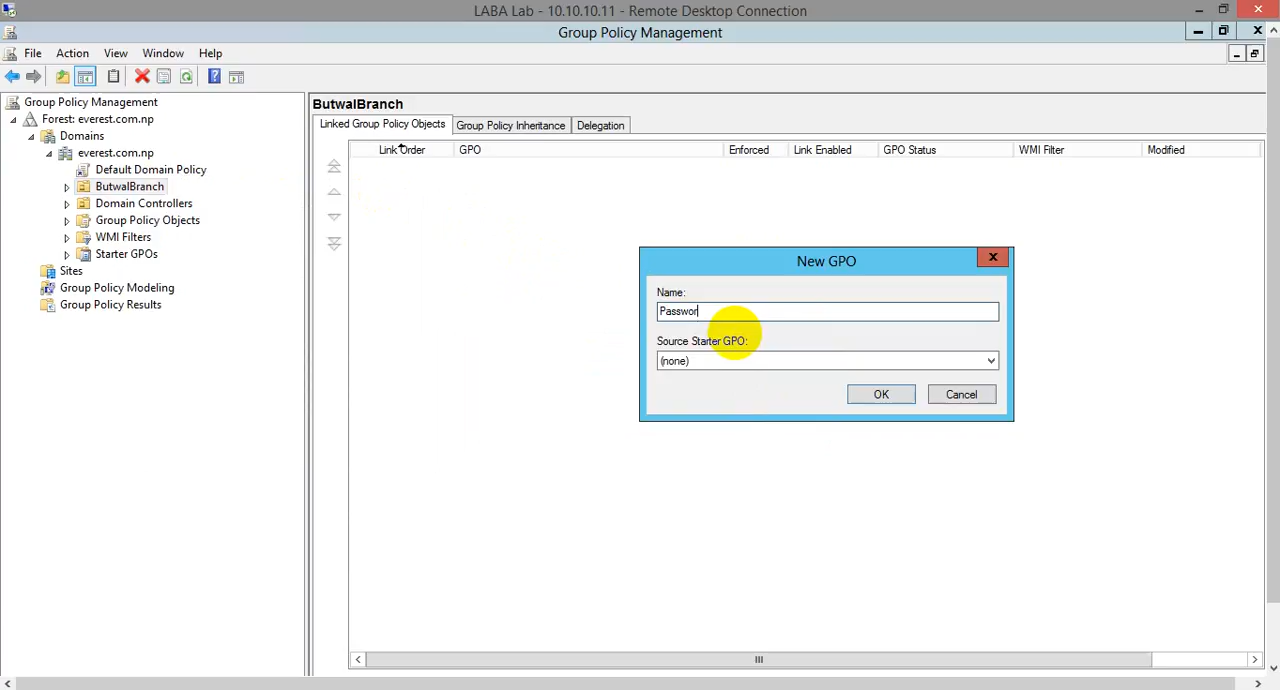 LABA Lab - 10.10.10.11 - Remote Desktop Connection
Group Policy Management
File Action View Window Help
Group Policy Management
Forest: everest.com.np
Domains
everest.com.np
Default Domain Policy
ButwalBranch
Domain Controllers
Group Policy Objects
WMI Filters
Starter GPOs
Sites
Group Policy Modeling
Group Policy Results
ButwalBranch
Linked Group Policy Objects Group Policy Inheritance Delegation
Link Order GPO Enforced Link Enabled GPO Status WMI Filter Modified
New GPO
Name:
Passwor
Source Starter GPO:
(none)
OK Cancel